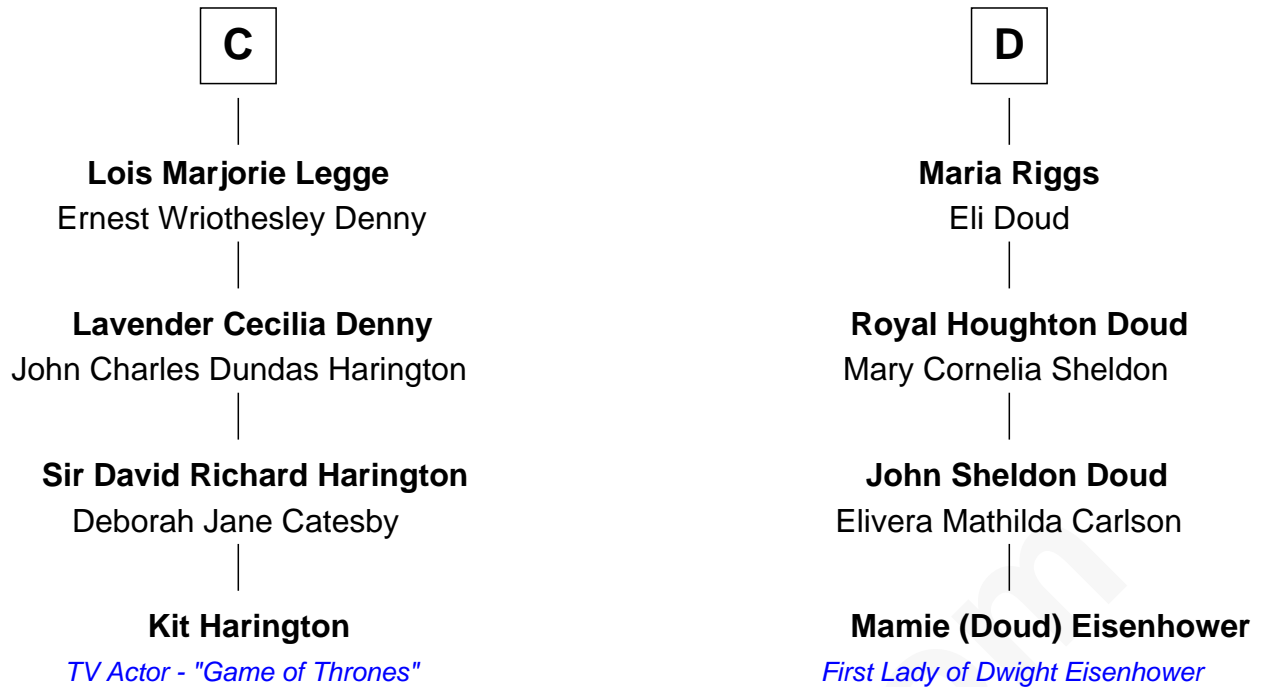 C
Lois Marjorie Legge
Ernest Wriothesley Denny
Lavender Cecilia Denny
John Charles Dundas Harington
Sir David Richard Harington
Deborah Jane Catesby
Kit Harington
TV Actor - "Game of Thrones"
D
Maria Riggs
Eli Doud
Royal Houghton Doud
Mary Cornelia Sheldon
John Sheldon Doud
Elivera Mathilda Carlson
Mamie (Doud) Eisenhower
First Lady of Dwight Eisenhower